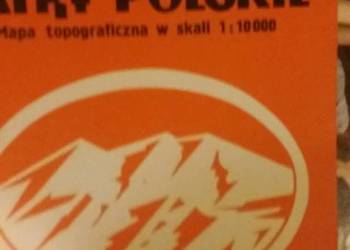 ATRY POLSKIE
Mapa topograficzna w skali 1:10000